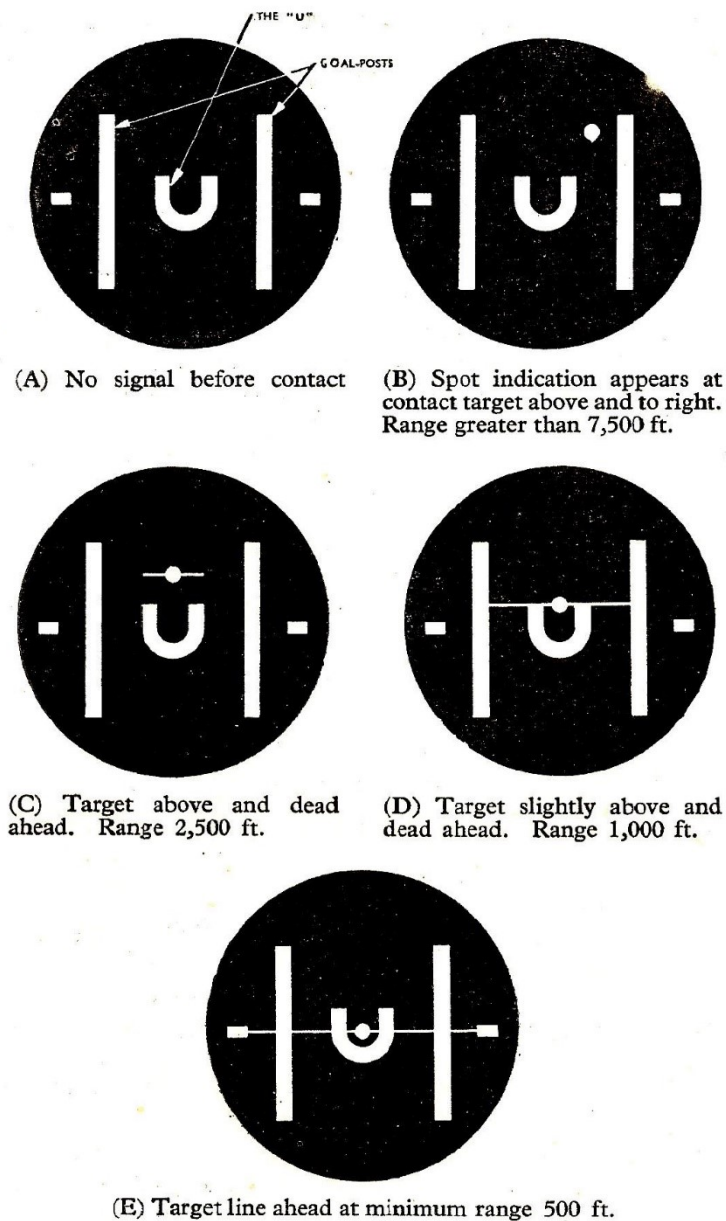 THE "U"
GOAL-POSTS
(A) No signal before contact
(B) Spot indication appears at
contact target above and to right.
Range greater than 7,500 ft.
(C) Target above and dead
ahead. Range 2,500 ft.
(D) Target slightly above and
dead ahead. Range 1,000 ft.
(E) Target line ahead at minimum range 500 ft.